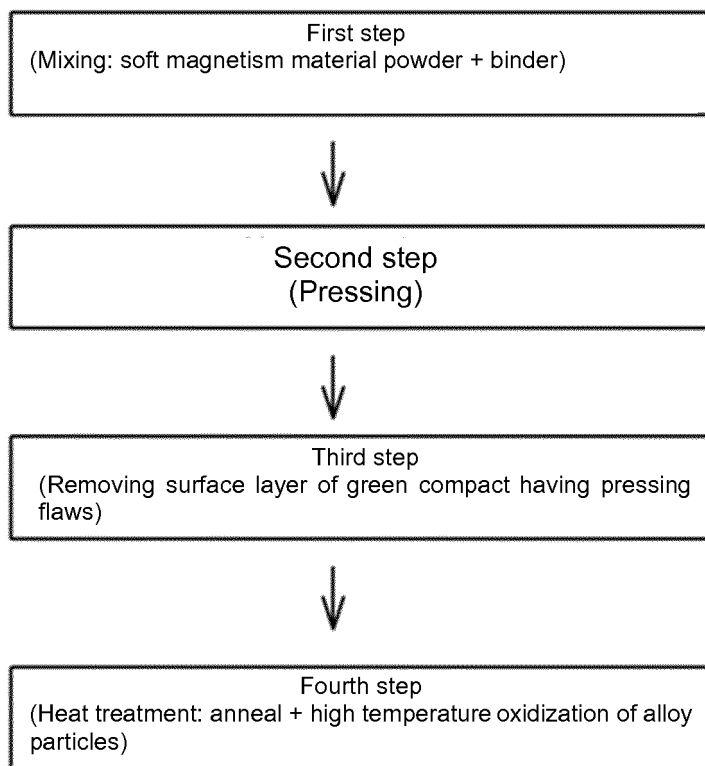 First step
(Mixing: soft magnetism material powder + binder)
Second step
(Pressing)
Third step
(Removing surface layer of green compact having pressing
flaws)
Fourth step
(Heat treatment: anneal + high temperature oxidization of alloy
particles)